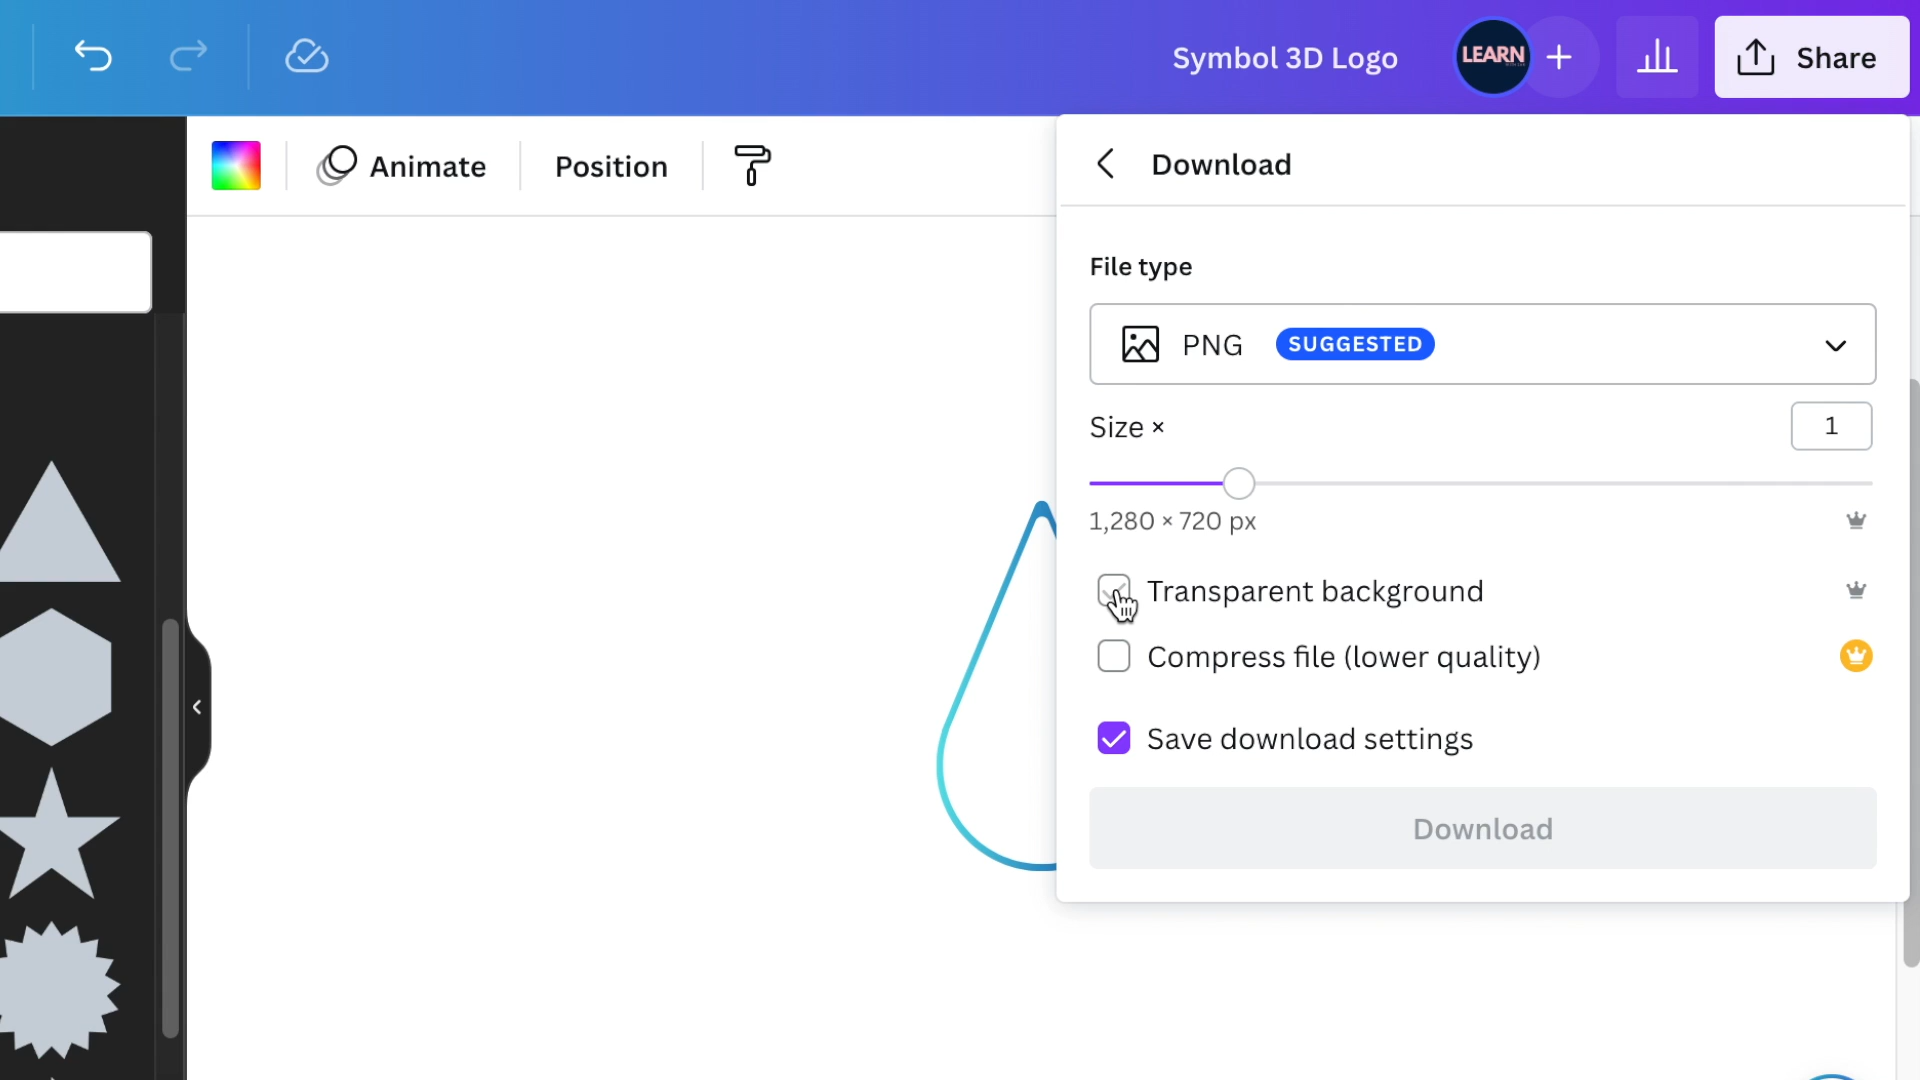 Symbol 3D Logo
LEARN
Share
Animate
Position
Download
File type
PNG SUGGESTED
Size ×
1
1,280 × 720 px
Transparent background
Compress file (lower quality)
Save download settings
Download